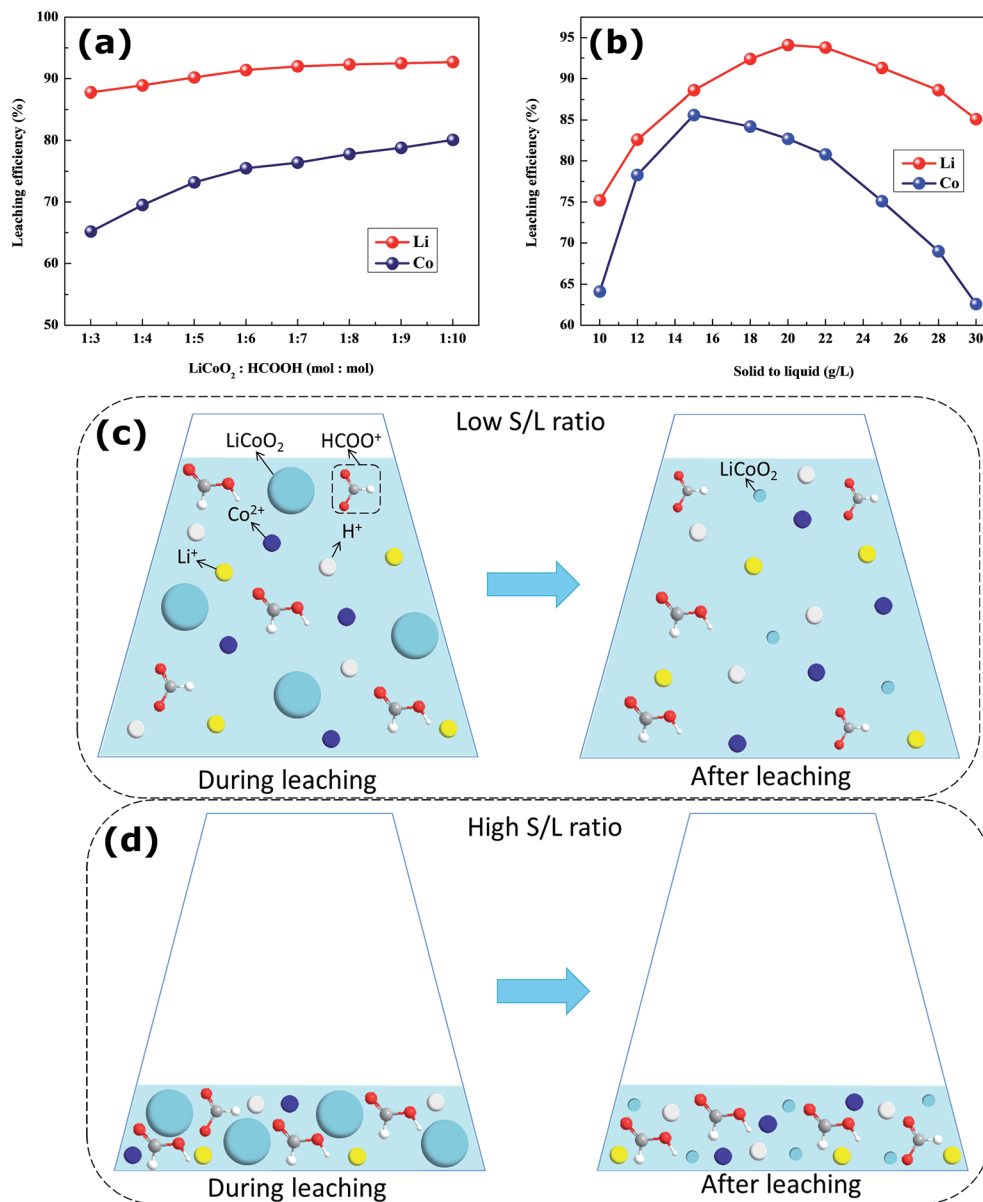 (a)
100
90
80
70
60
50
Leaching efficiency (%)
Li
Co
1:3 1:4 1:5 1:6 1:7 1:8 1:9 1:10
LiCoO₂ : HCOOH (mol : mol)
(b)
95
90
85
80
75
70
65
60
Leaching efficiency (%)
Li
Co
10 12 14 16 18 20 22 24 26 28 30
Solid to liquid (g/L)
(c)
Low S/L ratio
LiCoO₂
HCOO⁺
Co²⁺
H⁺
Li⁺
LiCoO₂
During leaching
After leaching
(d)
High S/L ratio
During leaching
After leaching